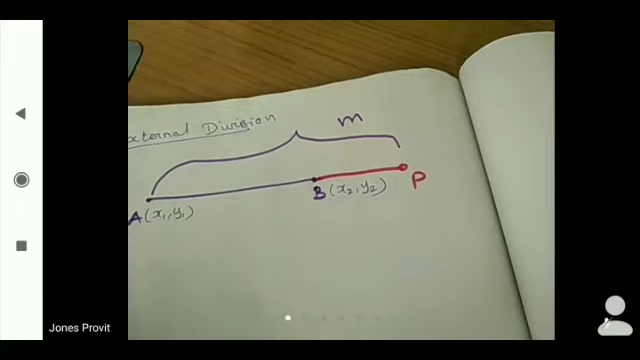 xternal Division
m
A(x₁,y₁)
B(x₂,y₂)
P
Jones Provit